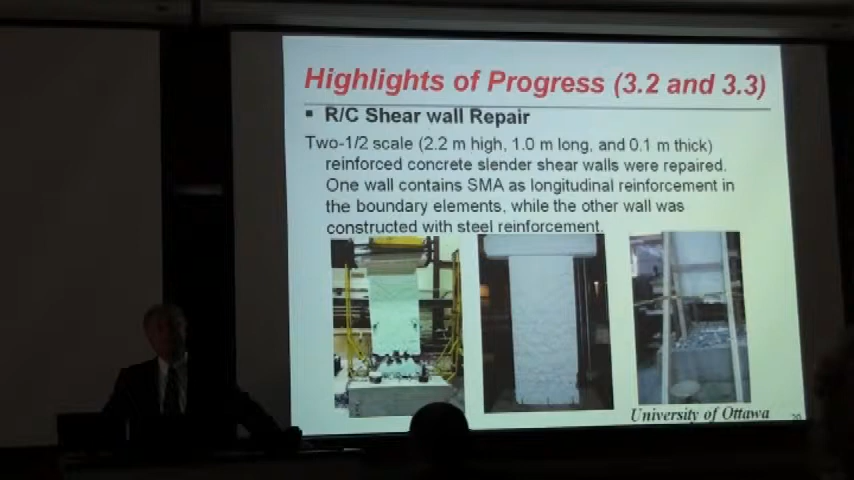 Highlights of Progress (3.2 and 3.3)
▪ R/C Shear wall Repair
Two-1/2 scale (2.2 m high, 1.0 m long, and 0.1 m thick)
reinforced concrete slender shear walls were repaired.
One wall contains SMA as longitudinal reinforcement in
the boundary elements, while the other wall was
constructed with steel reinforcement.
University of Ottawa